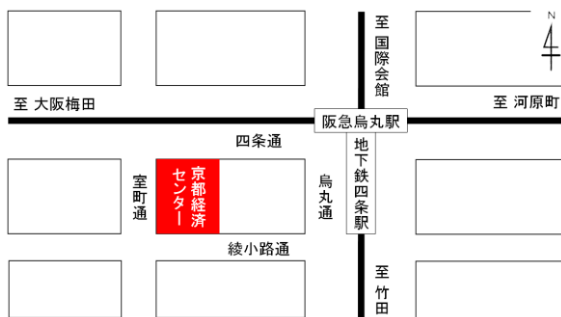 至 国際会館
N
至 大阪梅田
至 河原町
阪急烏丸駅
四条通
地下鉄四条駅
室町通
京都経済
センター
烏丸通
綾小路通
至 竹田